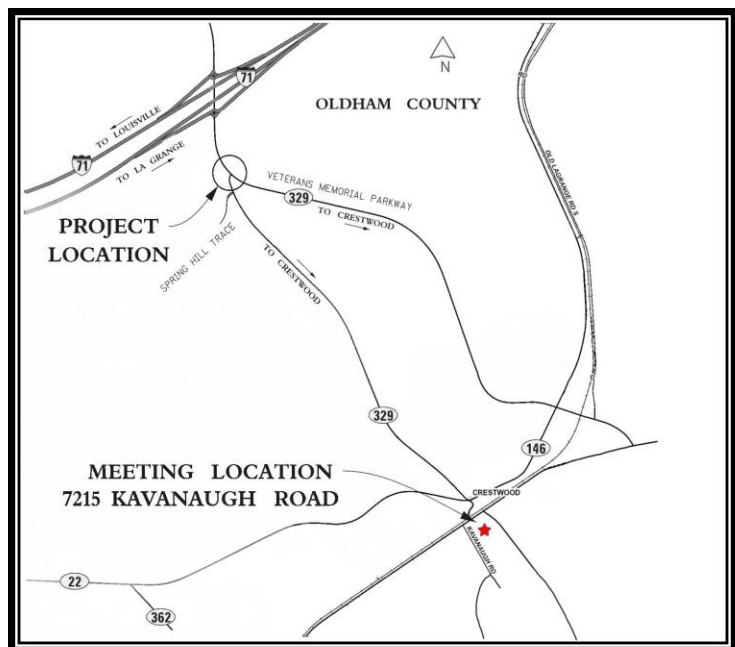 71
N
OLDHAM COUNTY
TO LOUISVILLE
71
TO LA GRANGE
OLD LAGRANGE RD S
VETERANS MEMORIAL PARKWAY
329
TO CRESTWOOD
PROJECT
LOCATION
SPRING HILL TRACE
TO CRESTWOOD
329
146
MEETING LOCATION
7215 KAVANAUGH ROAD
CRESTWOOD
KAVANAUGH RD
22
362